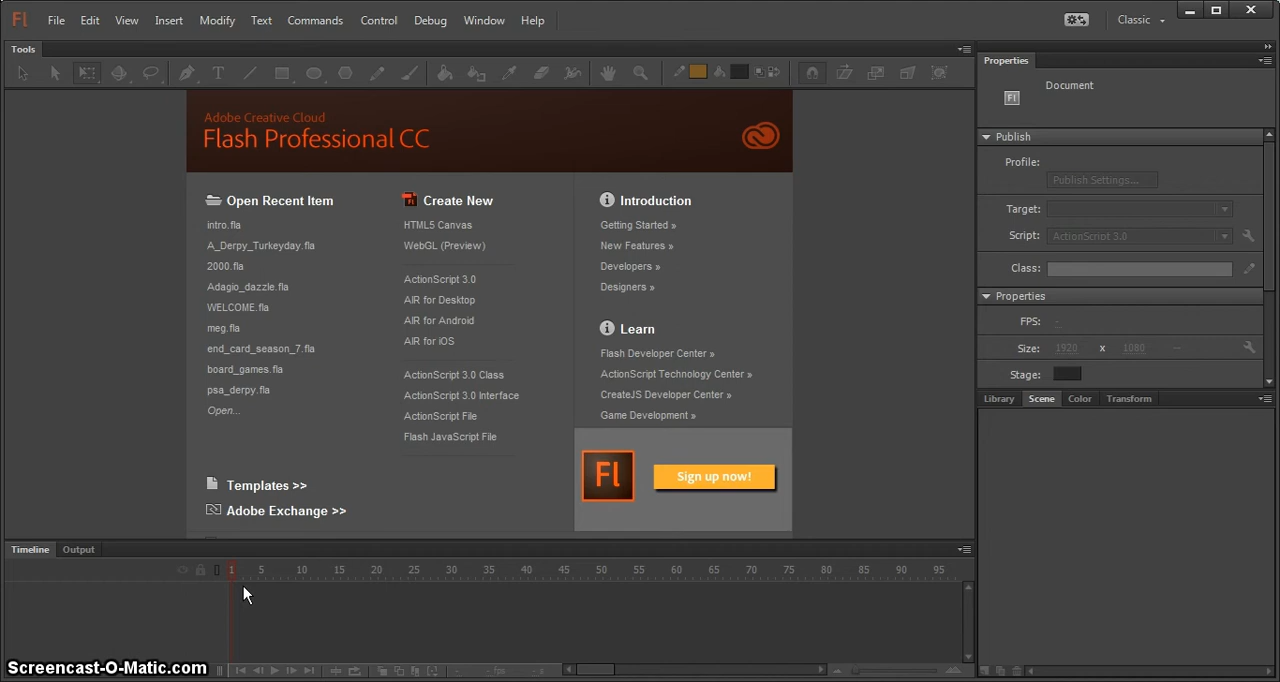 Fl File Edit View Insert Modify Text Commands Control Debug Window Help Classic
Tools
Properties
Fl Document
Publish
Profile:
Publish Settings...
Target:
Script: ActionScript 3.0
Class:
Properties
FPS: -
Size: 1920 x 1080
Stage:
Library Scene Color Transform
Adobe Creative Cloud
Flash Professional CC
Open Recent Item
intro.fla
A_Derpy_Turkeyday.fla
2000.fla
Adagio_dazzle.fla
WELCOME.fla
meg.fla
end_card_season_7.fla
board_games.fla
psa_derpy.fla
Open...
Templates >>
Adobe Exchange >>
Create New
HTML5 Canvas
WebGL (Preview)
ActionScript 3.0
AIR for Desktop
AIR for Android
AIR for iOS
ActionScript 3.0 Class
ActionScript 3.0 Interface
ActionScript File
Flash JavaScript File
Introduction
Getting Started »
New Features »
Developers »
Designers »
Learn
Flash Developer Center »
ActionScript Technology Center »
CreateJS Developer Center »
Game Development »
Fl Sign up now!
Timeline Output
1 5 10 15 20 25 30 35 40 45 50 55 60 65 70 75 80 85 90 95
Screencast-O-Matic.com